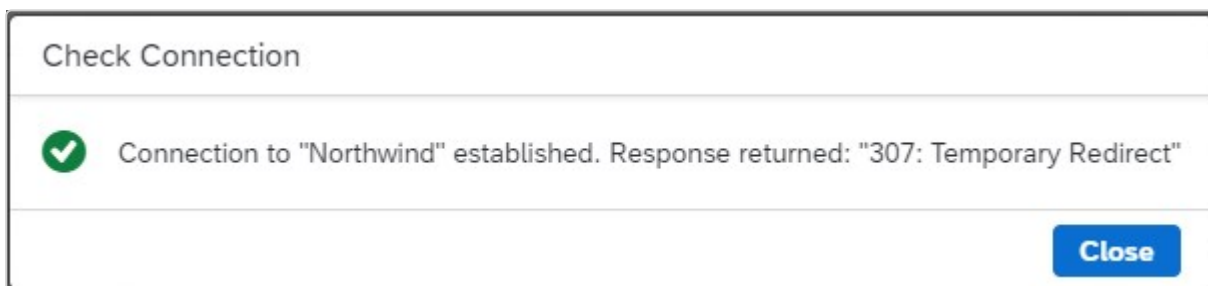 Check Connection
Connection to "Northwind" established. Response returned: "307: Temporary Redirect"
Close